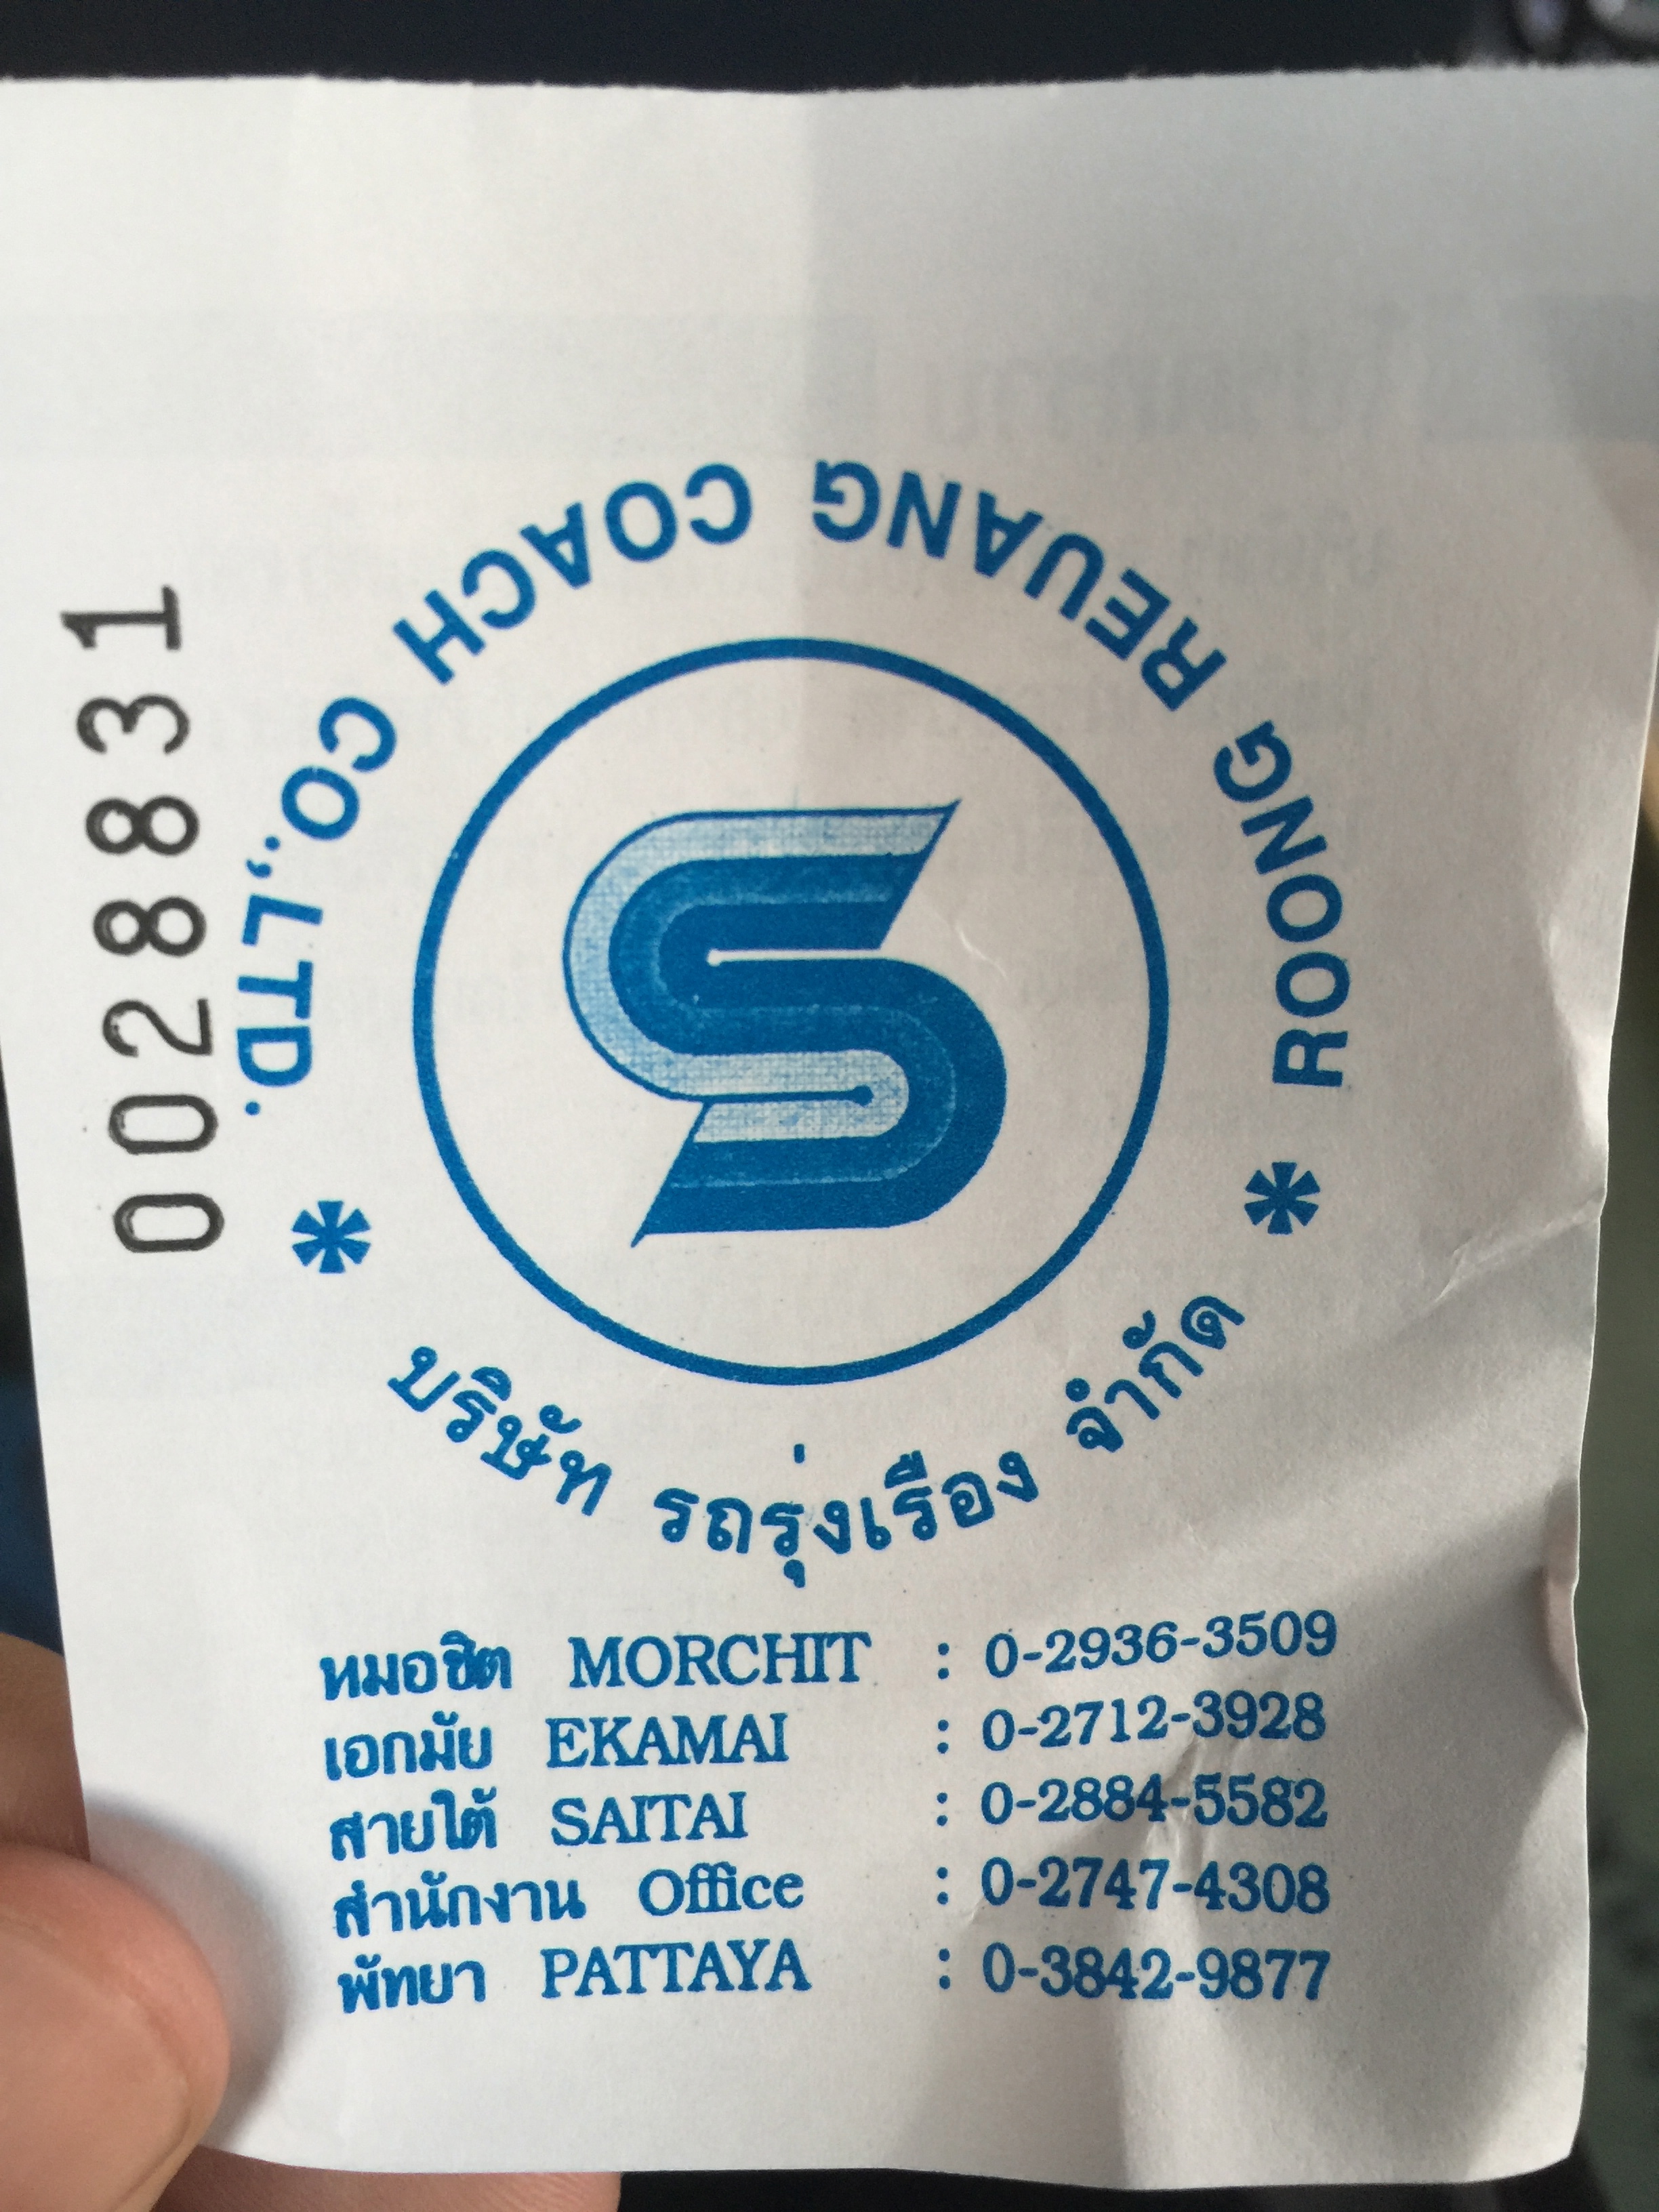 0028831
ROONG REUANG COACH CO.,LTD.
* บริษัท รถรุ่งเรือง จำกัด *
หมอชิต MORCHIT : 0-2936-3509
เอกมัย EKAMAI : 0-2712-3928
สายใต้ SAITAI : 0-2884-5582
สำนักงาน Office : 0-2747-4308
พัทยา PATTAYA : 0-3842-9877